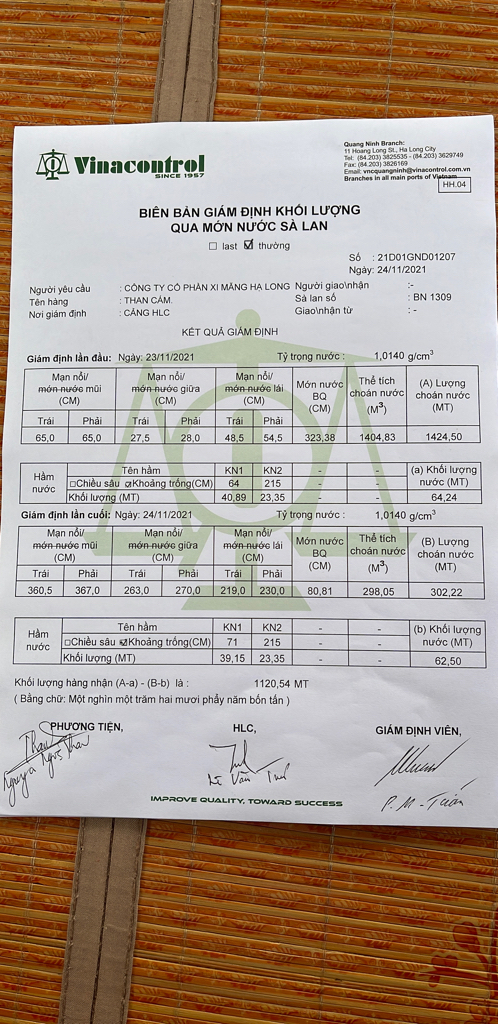 Vinacontrol
SINCE 1957
Quang Ninh Branch:
11 Hoang Long St., Ha Long City
Tel: (84.203) 3825535 - (84.203) 3629749
Fax: (84.203) 3826169
Email: vncquangninh@vinacontrol.com.vn
Branches in all main ports of Vietnam
HH.04
BIÊN BẢN GIÁM ĐỊNH KHỐI LƯỢNG
QUA MỚN NƯỚC SÀ LAN
□ last ☑ thường
Số : 21D01GND01207
Ngày: 24/11/2021
Người yêu cầu : CÔNG TY CỔ PHẦN XI MĂNG HẠ LONG Người giao\nhận :-
Tên hàng : THAN CÁM. Sà lan số : BN 1309
Nơi giám định : CẢNG HLC Giao\nhận từ :-
KẾT QUẢ GIÁM ĐỊNH
Giám định lần đầu: Ngày: 23/11/2021 Tỷ trọng nước : 1,0140 g/cm3
Mạn nổi/ mớn nước mũi (CM) Mạn nổi/ mớn nước giữa (CM) Mạn nổi/ mớn nước lái (CM) Mớn nước BQ (CM) Thể tích choán nước (M3) (A) Lượng choán nước (MT)
Trái Phải Trái Phải Trái Phải
65,0 65,0 27,5 28,0 48,5 54,5 323,38 1404,83 1424,50
Hầm nước Tên hầm KN1 KN2 - - (a) Khối lượng nước (MT)
□Chiều sâu ☑Khoảng trống(CM) 64 215 - -
Khối lượng (MT) 40,89 23,35 - - 64,24
Giám định lần cuối: Ngày: 24/11/2021 Tỷ trọng nước : 1,0140 g/cm3
Mạn nổi/ mớn nước mũi (CM) Mạn nổi/ mớn nước giữa (CM) Mạn nổi/ mớn nước lái (CM) Mớn nước BQ (CM) Thể tích choán nước (M3) (B) Lượng choán nước (MT)
Trái Phải Trái Phải Trái Phải
360,5 367,0 263,0 270,0 219,0 230,0 80,81 298,05 302,22
Hầm nước Tên hầm KN1 KN2 - - (b) Khối lượng nước (MT)
□Chiều sâu ☑Khoảng trống(CM) 71 215 - -
Khối lượng (MT) 39,15 23,35 - - 62,50
Khối lượng hàng nhận (A-a) - (B-b) là : 1120,54 MT
( Bằng chữ: Một nghìn một trăm hai mươi phẩy năm bốn tấn )
PHƯƠNG TIỆN, HLC, GIÁM ĐỊNH VIÊN,
P.M - Tuấn
IMPROVE QUALITY, TOWARD SUCCESS